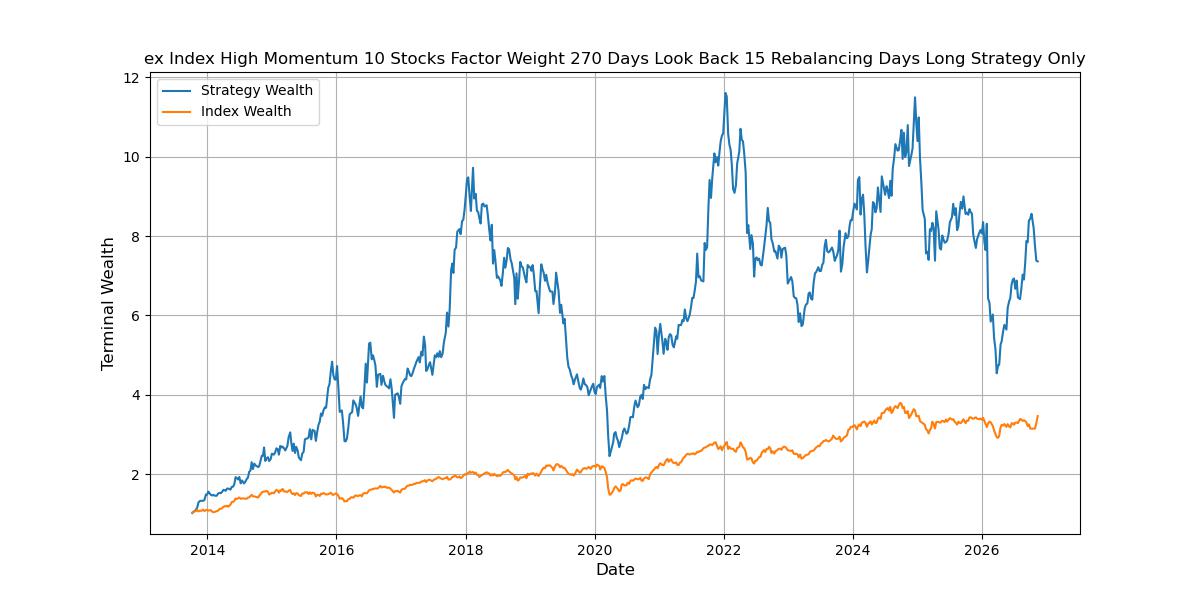 ex Index High Momentum 10 Stocks Factor Weight 270 Days Look Back 15 Rebalancing Days Long Strategy Only
Strategy Wealth
Index Wealth
Terminal Wealth
12
10
8
6
4
2
2014 2016 2018 2020 2022 2024 2026
Date